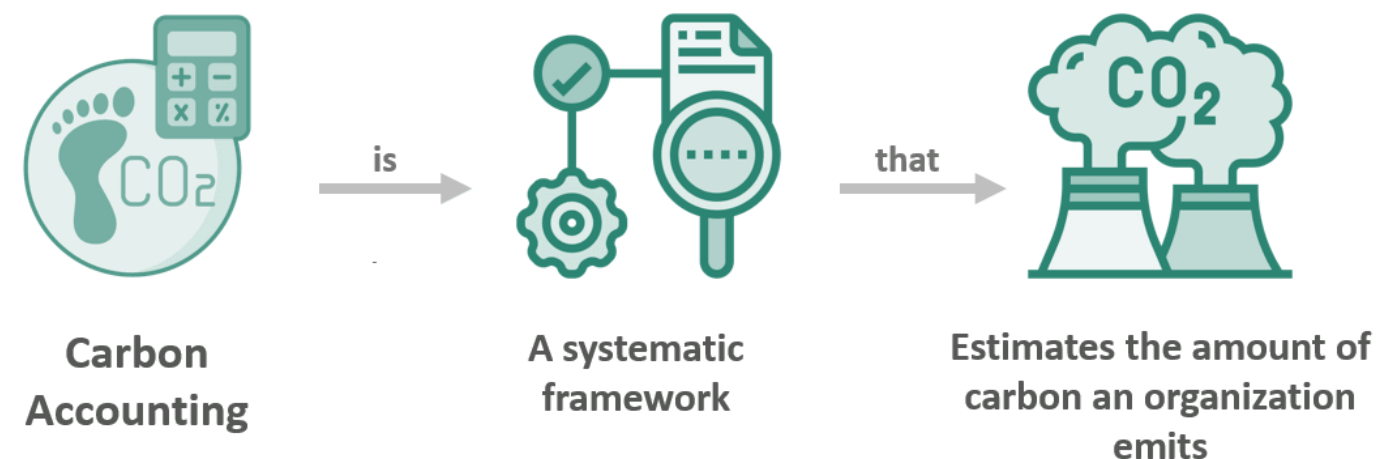 + -
x %
CO2
is
that
CO2
Carbon
Accounting
A systematic
framework
Estimates the amount of
carbon an organization
emits